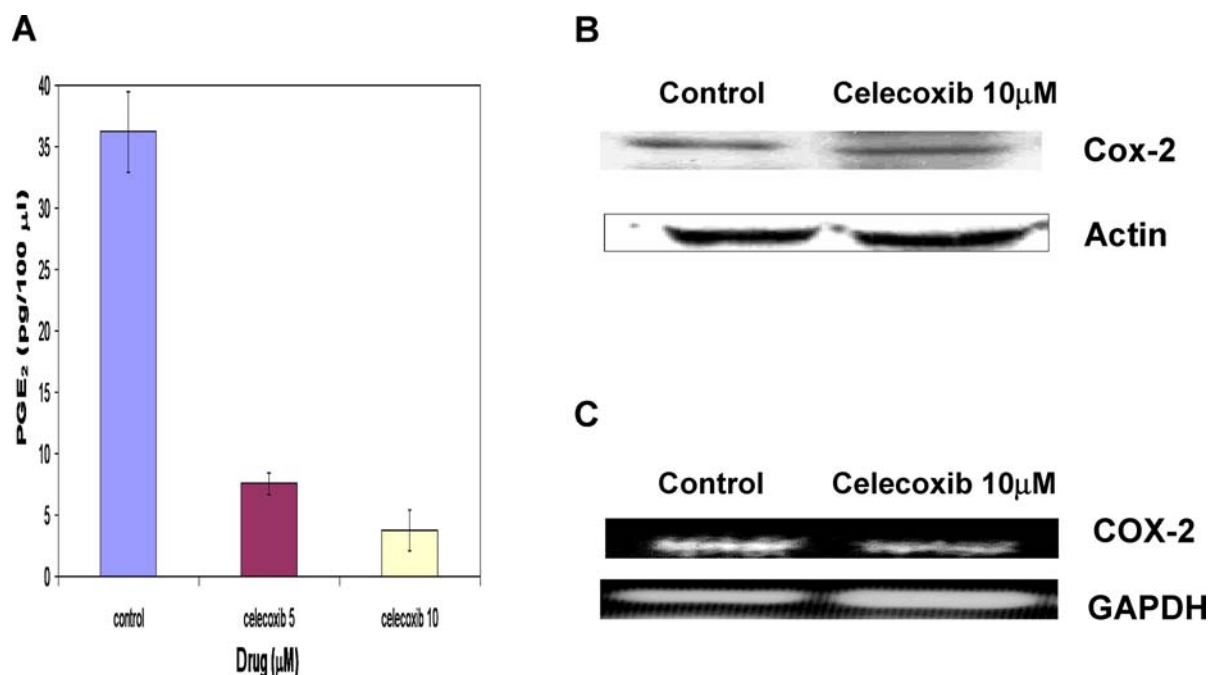 A
40
35
30
25
20
15
10
5
0
PGE₂ (pg/100 µl)
control
celecoxib 5
celecoxib 10
Drug (µM)
B
Control Celecoxib 10µM
Cox-2
Actin
C
Control Celecoxib 10µM
COX-2
GAPDH